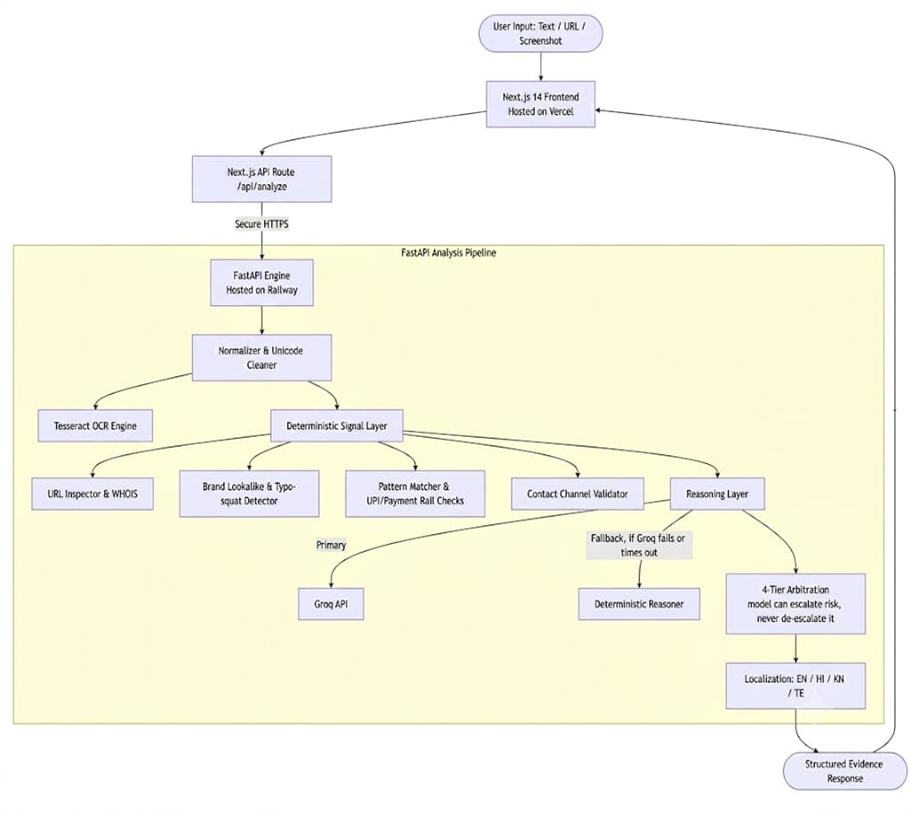 User Input: Text / URL /
Screenshot
Next.js 14 Frontend
Hosted on Vercel
Next.js API Route
/api/analyze
Secure HTTPS
FastAPI Analysis Pipeline
FastAPI Engine
Hosted on Railway
Normalizer & Unicode
Cleaner
Tesseract OCR Engine
Deterministic Signal Layer
URL Inspector & WHOIS
Brand Lookalike & Typo-
squat Detector
Pattern Matcher &
UPI/Payment Rail Checks
Contact Channel Validator
Reasoning Layer
Primary
Fallback, if Groq fails or
times out
Groq API
Deterministic Reasoner
4-Tier Arbitration
model can escalate risk,
never de-escalate it
Localization: EN / HI / KN
/ TE
Structured Evidence
Response